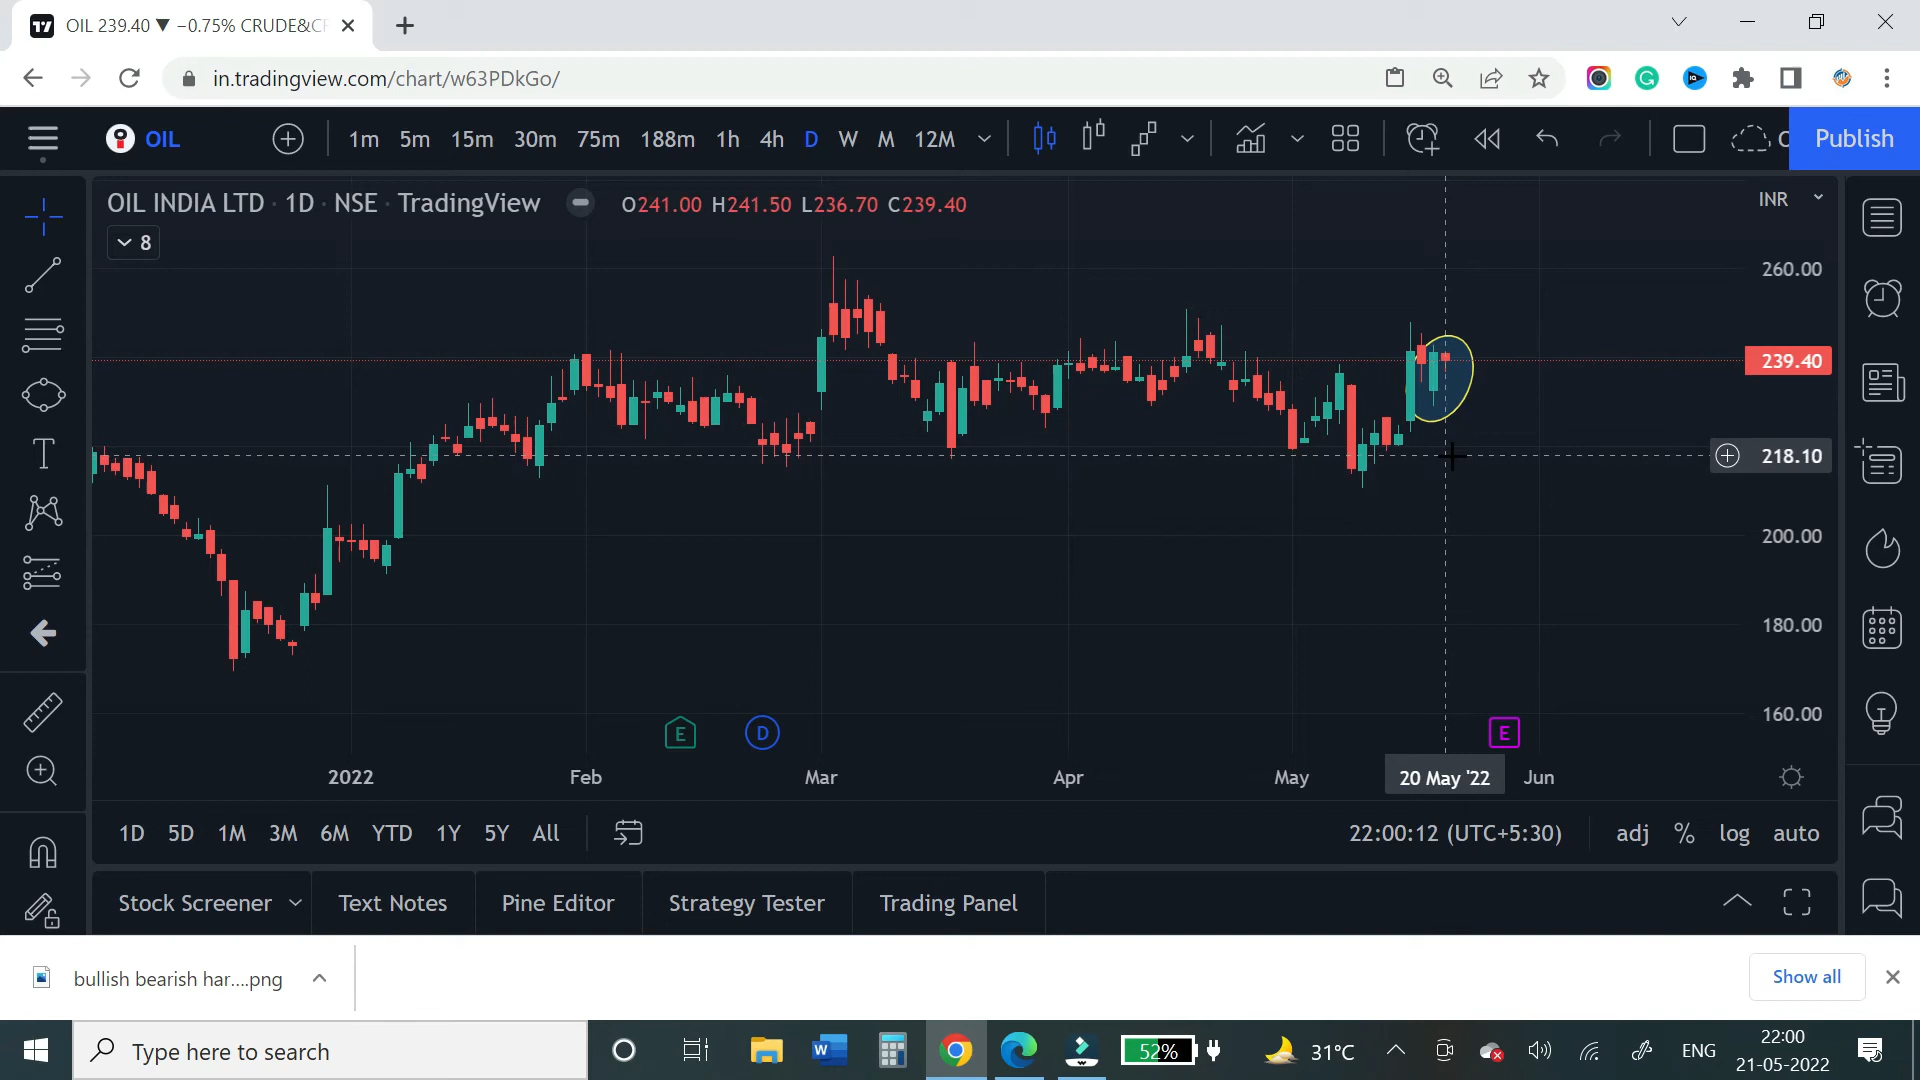 OIL 239.40 ▼ −0.75% CRUDE&C
in.tradingview.com/chart/w63PDkGo/
OIL 1m 5m 15m 30m 75m 188m 1h 4h D W M 12M Publish
OIL INDIA LTD · 1D · NSE · TradingView O241.00 H241.50 L236.70 C239.40 INR
8
260.00
239.40
218.10
200.00
180.00
160.00
E D E
2022 Feb Mar Apr May 20 May '22 Jun
1D 5D 1M 3M 6M YTD 1Y 5Y All 22:00:12 (UTC+5:30) adj % log auto
Stock Screener Text Notes Pine Editor Strategy Tester Trading Panel
bullish bearish har....png Show all
Type here to search 52% 31°C ENG 22:00
21-05-2022